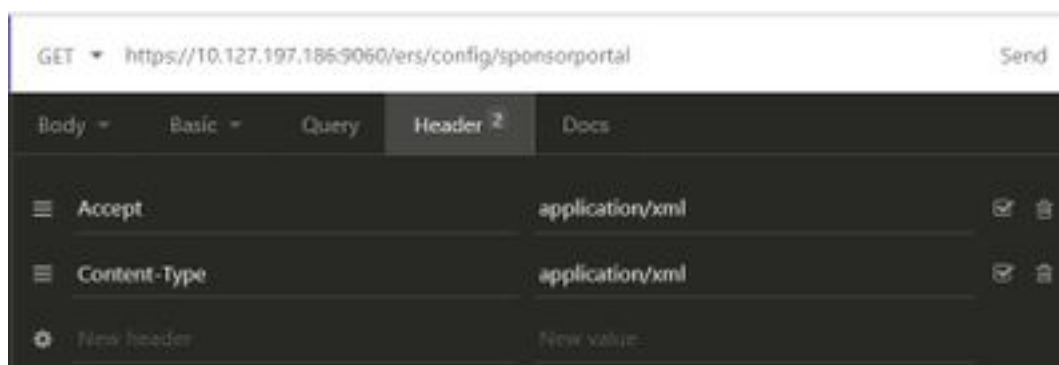 GET https://10.127.197.186:9060/ers/config/sponsorportal Send
Body Basic Query Header 2 Docs
Accept application/xml
Content-Type application/xml
New header New value